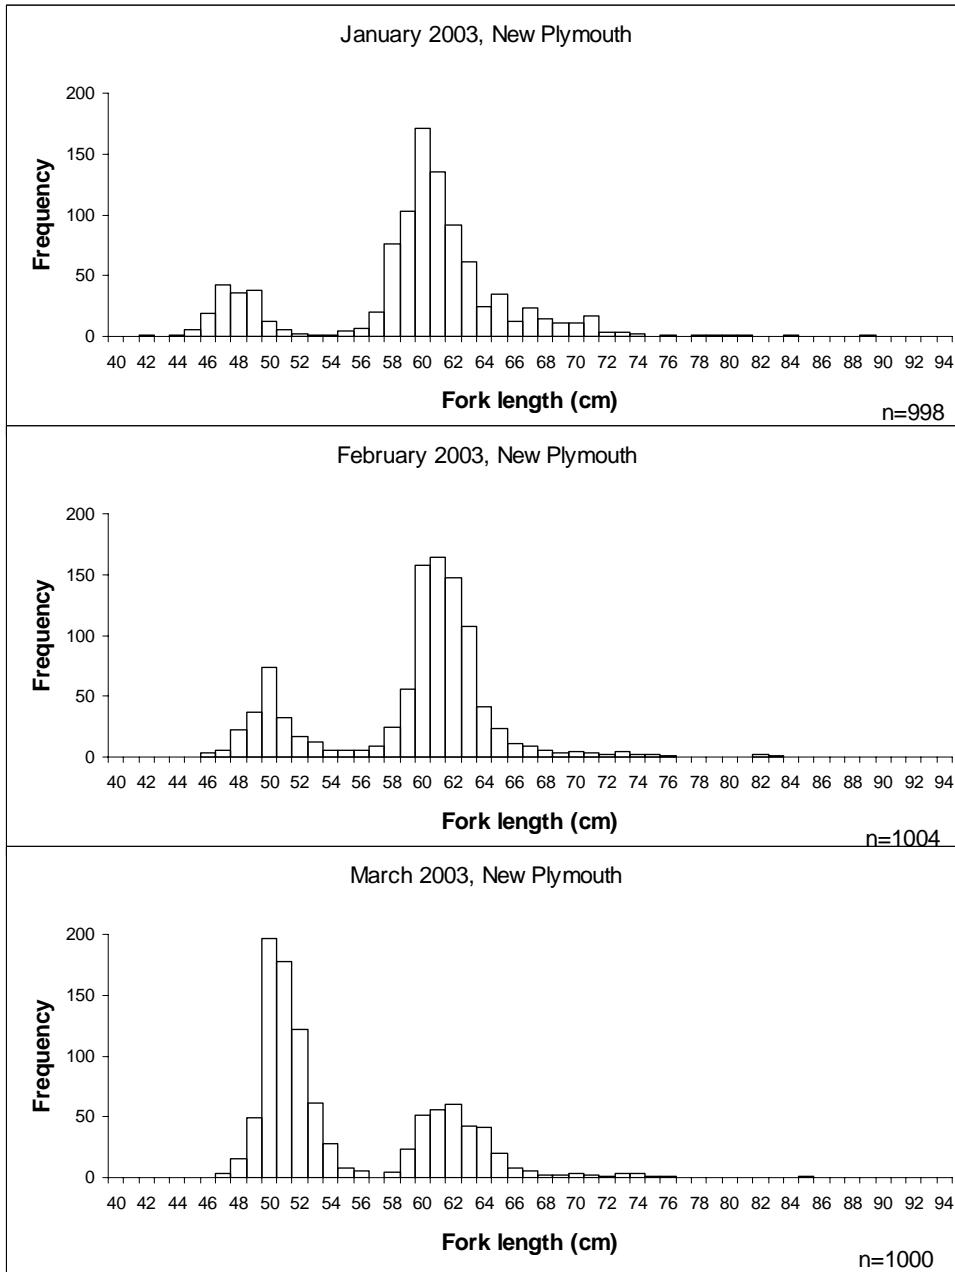 January 2003, New Plymouth
200
150
100
50
0
Frequency
40 42 44 46 48 50 52 54 56 58 60 62 64 66 68 70 72 74 76 78 80 82 84 86 88 90 92 94
Fork length (cm)
n=998
February 2003, New Plymouth
200
150
100
50
0
Frequency
40 42 44 46 48 50 52 54 56 58 60 62 64 66 68 70 72 74 76 78 80 82 84 86 88 90 92 94
Fork length (cm)
n=1004
March 2003, New Plymouth
200
150
100
50
0
Frequency
40 42 44 46 48 50 52 54 56 58 60 62 64 66 68 70 72 74 76 78 80 82 84 86 88 90 92 94
Fork length (cm)
n=1000